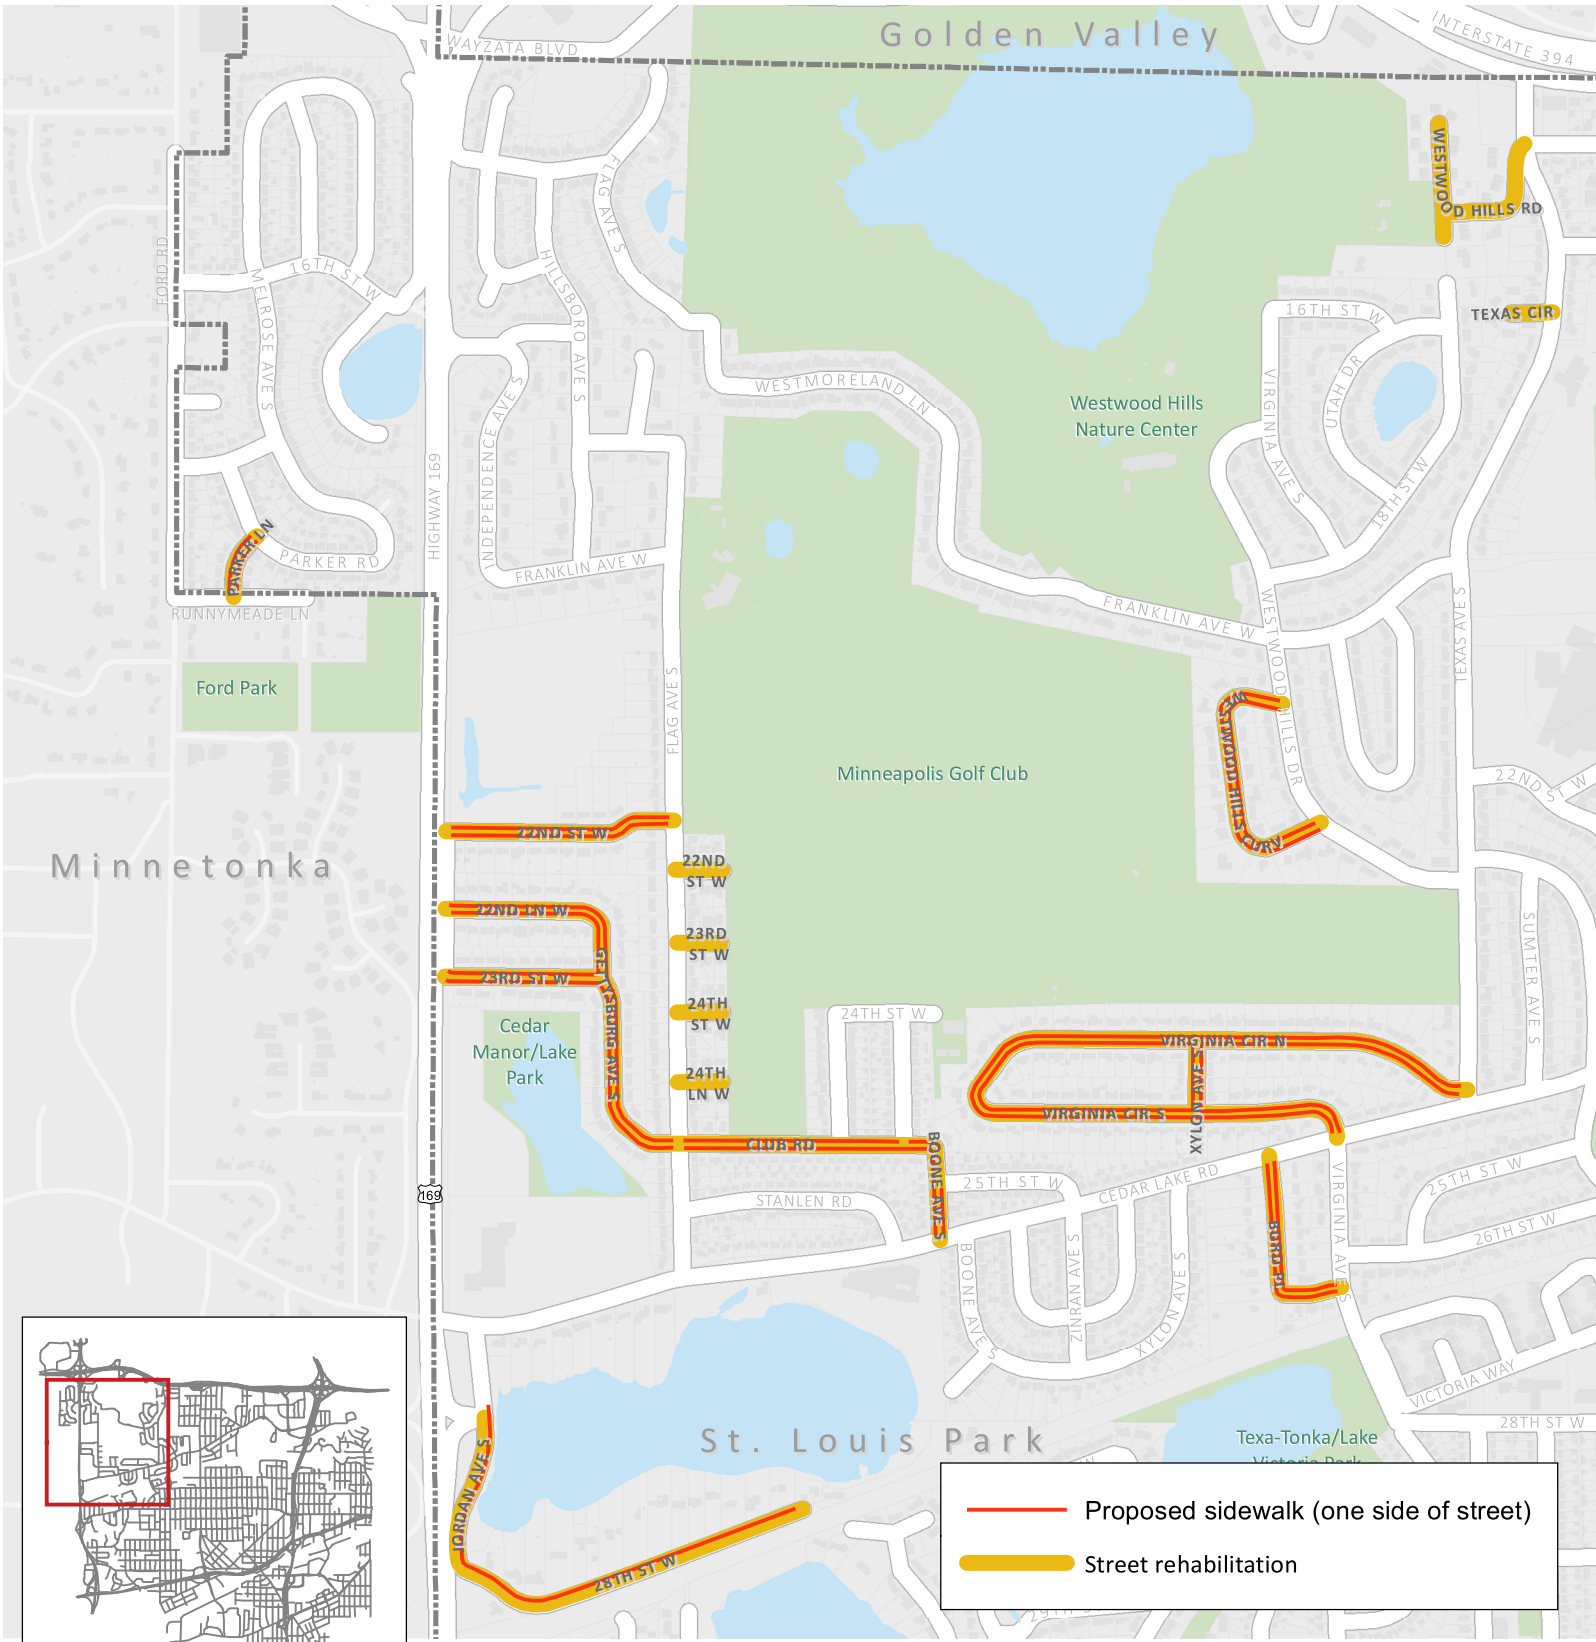 Golden Valley
WAYZATA BLVD
INTERSTATE 394
WESTWOOD HILLS RD
FLAG AVE S
FORD RD
16TH ST W
MELROSE AVE S
HILLSBORO AVE S
TEXAS CIR
16TH ST W
UTAH DR
VIRGINIA AVE S
18TH ST W
WESTMORELAND LN
INDEPENDENCE AVE S
Westwood Hills
Nature Center
HIGHWAY 169
PARKER LN
PARKER RD
RUNNYMEADE LN
FRANKLIN AVE W
FRANKLIN AVE W
WESTWOOD HILLS DR
TEXAS AVE S
Ford Park
FLAG AVE S
WESTWOOD HILLS CURV
Minneapolis Golf Club
22ND ST W
22ND ST W
Minnetonka
22ND
ST W
22ND LN W
23RD
ST W
GETTYSBURG AVE S
23RD ST W
SUMTER AVE S
24TH
ST W
24TH ST W
Cedar
Manor/Lake
Park
VIRGINIA CIR N
XYLON AVE S
24TH
LN W
VIRGINIA CIR S
CLUB RD
BOONE AVE S
25TH ST W
CEDAR LAKE RD
25TH ST W
STANLEN RD
169
VIRGINIA AVE S
BURD PL
26TH ST W
BOONE AVE S
ZINRAN AVE S
XYLON AVE S
VICTORIA WAY
28TH ST W
St. Louis Park
Texa-Tonka/Lake
Victoria Park
JORDAN AVE S
28TH ST W
Proposed sidewalk (one side of street)
Street rehabilitation
29TH ST W